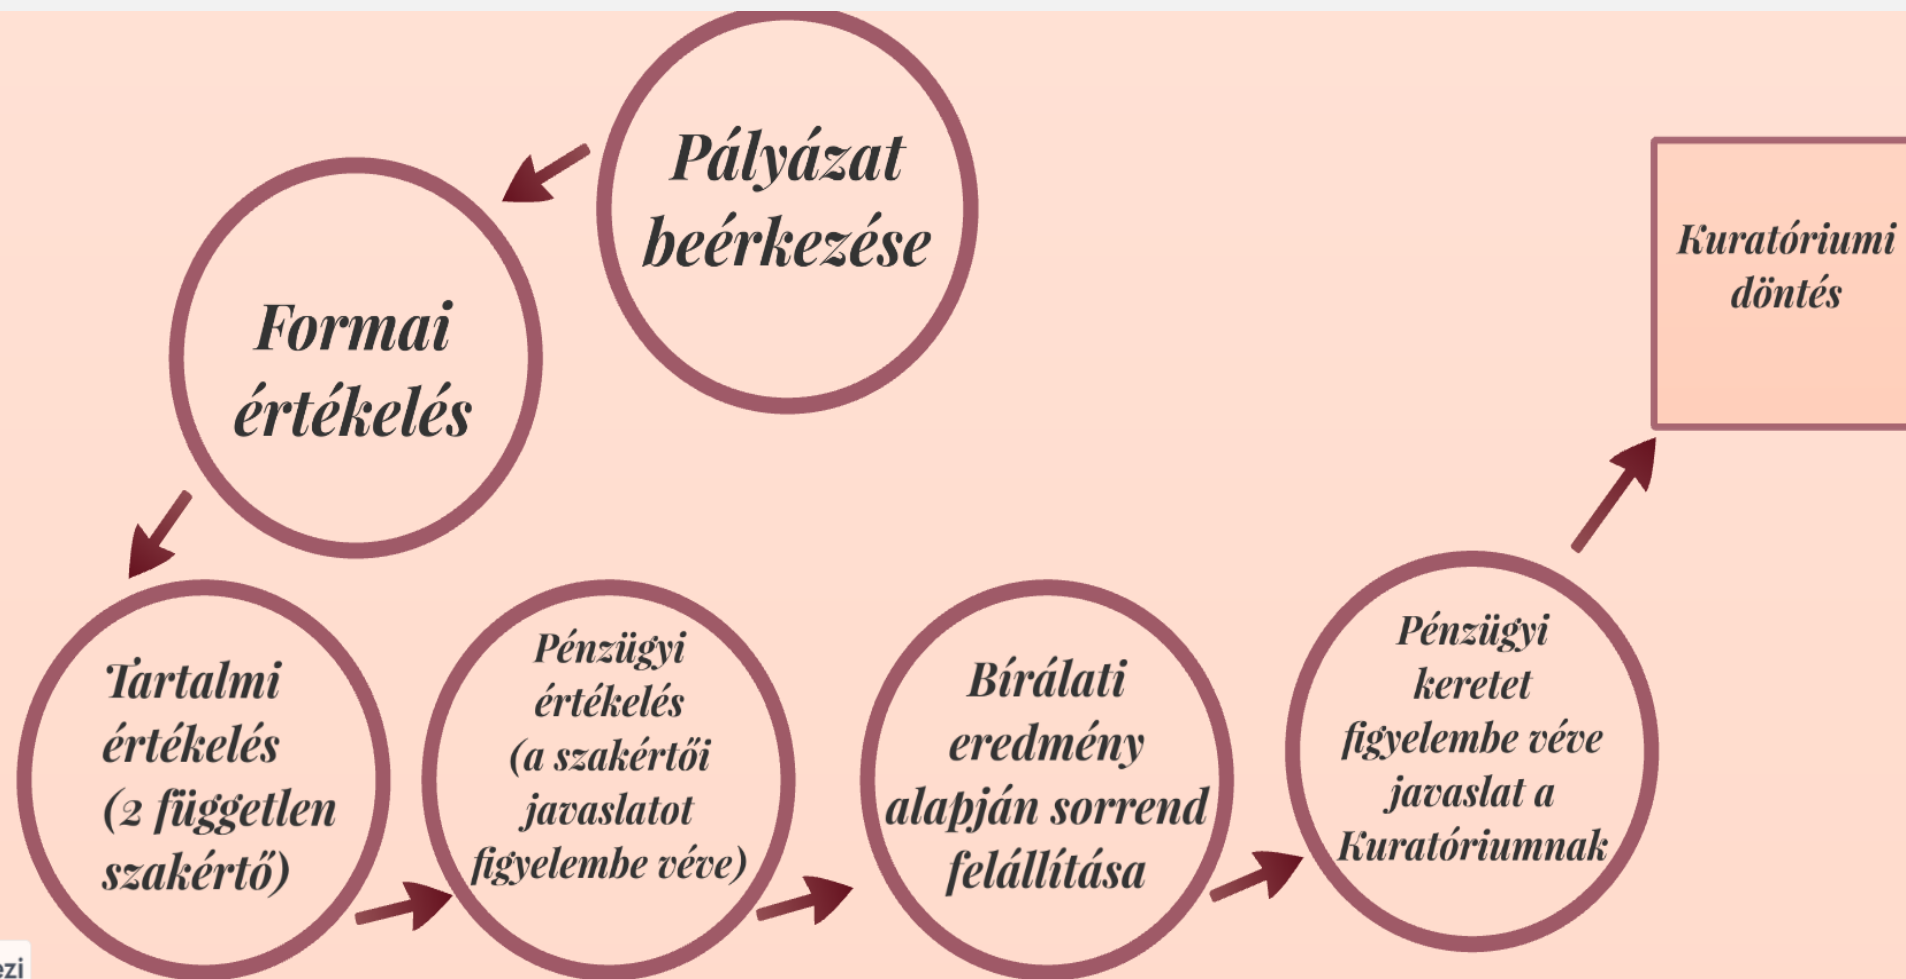 Pályázat
beérkezése
Formai
értékelés
Tartalmi
értékelés
(2 független
szakértő)
Pénzügyi
értékelés
(a szakértői
javaslatot
figyelembe véve)
Bírálati
eredmény
alapján sorrend
felállítása
Pénzügyi
keretet
figyelembe véve
javaslat a
Kuratóriumnak
Kuratóriumi
döntés